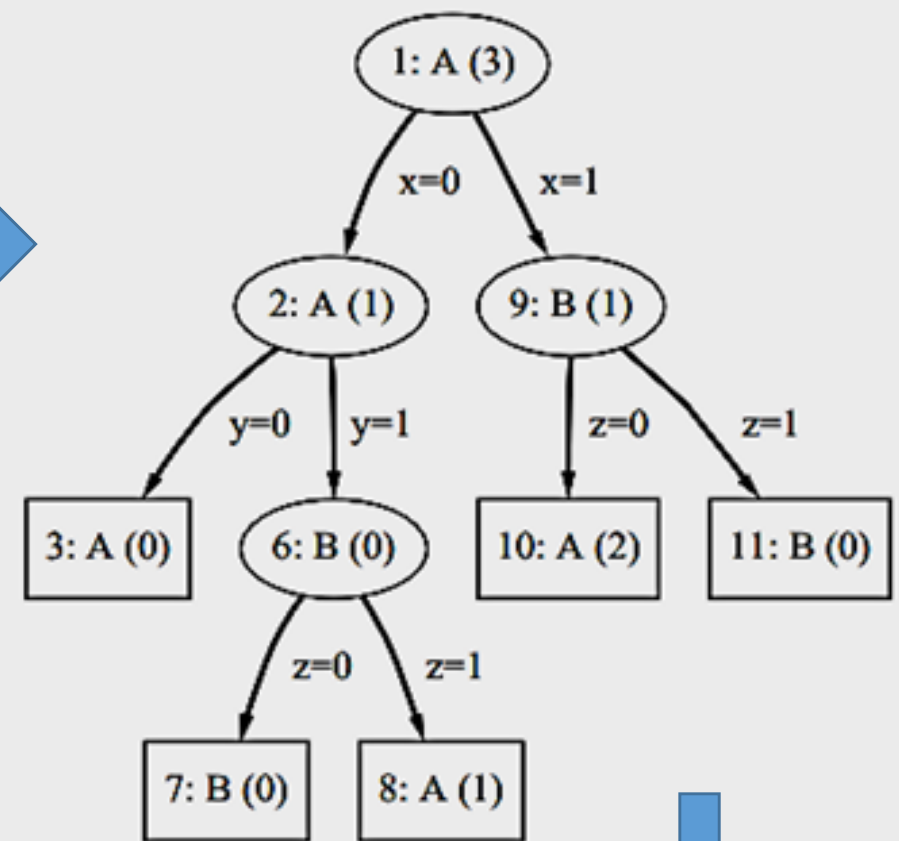 1: A (3)
x=0 x=1
2: A (1) 9: B (1)
y=0 y=1 z=0 z=1
3: A (0) 6: B (0) 10: A (2) 11: B (0)
z=0 z=1
7: B (0) 8: A (1)